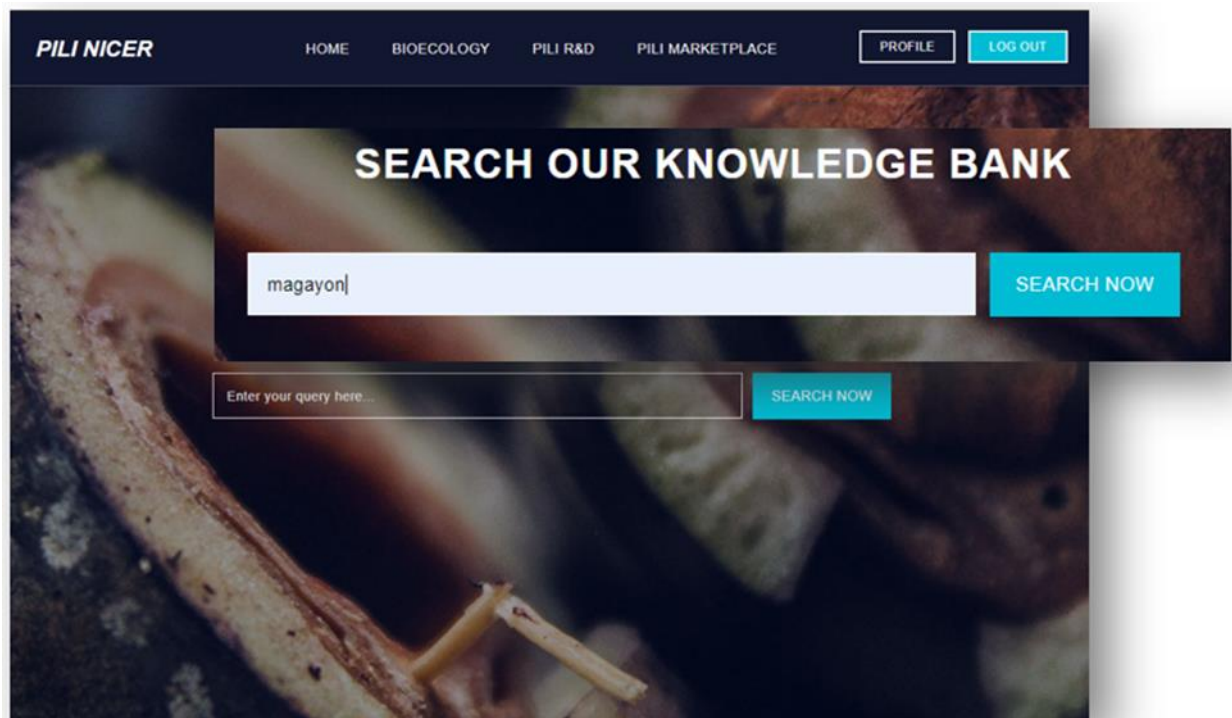 PILI NICER HOME BIOECOLOGY PILI R&D PILI MARKETPLACE PROFILE LOG OUT
SEARCH OUR KNOWLEDGE BANK
magayon SEARCH NOW
Enter your query here... SEARCH NOW